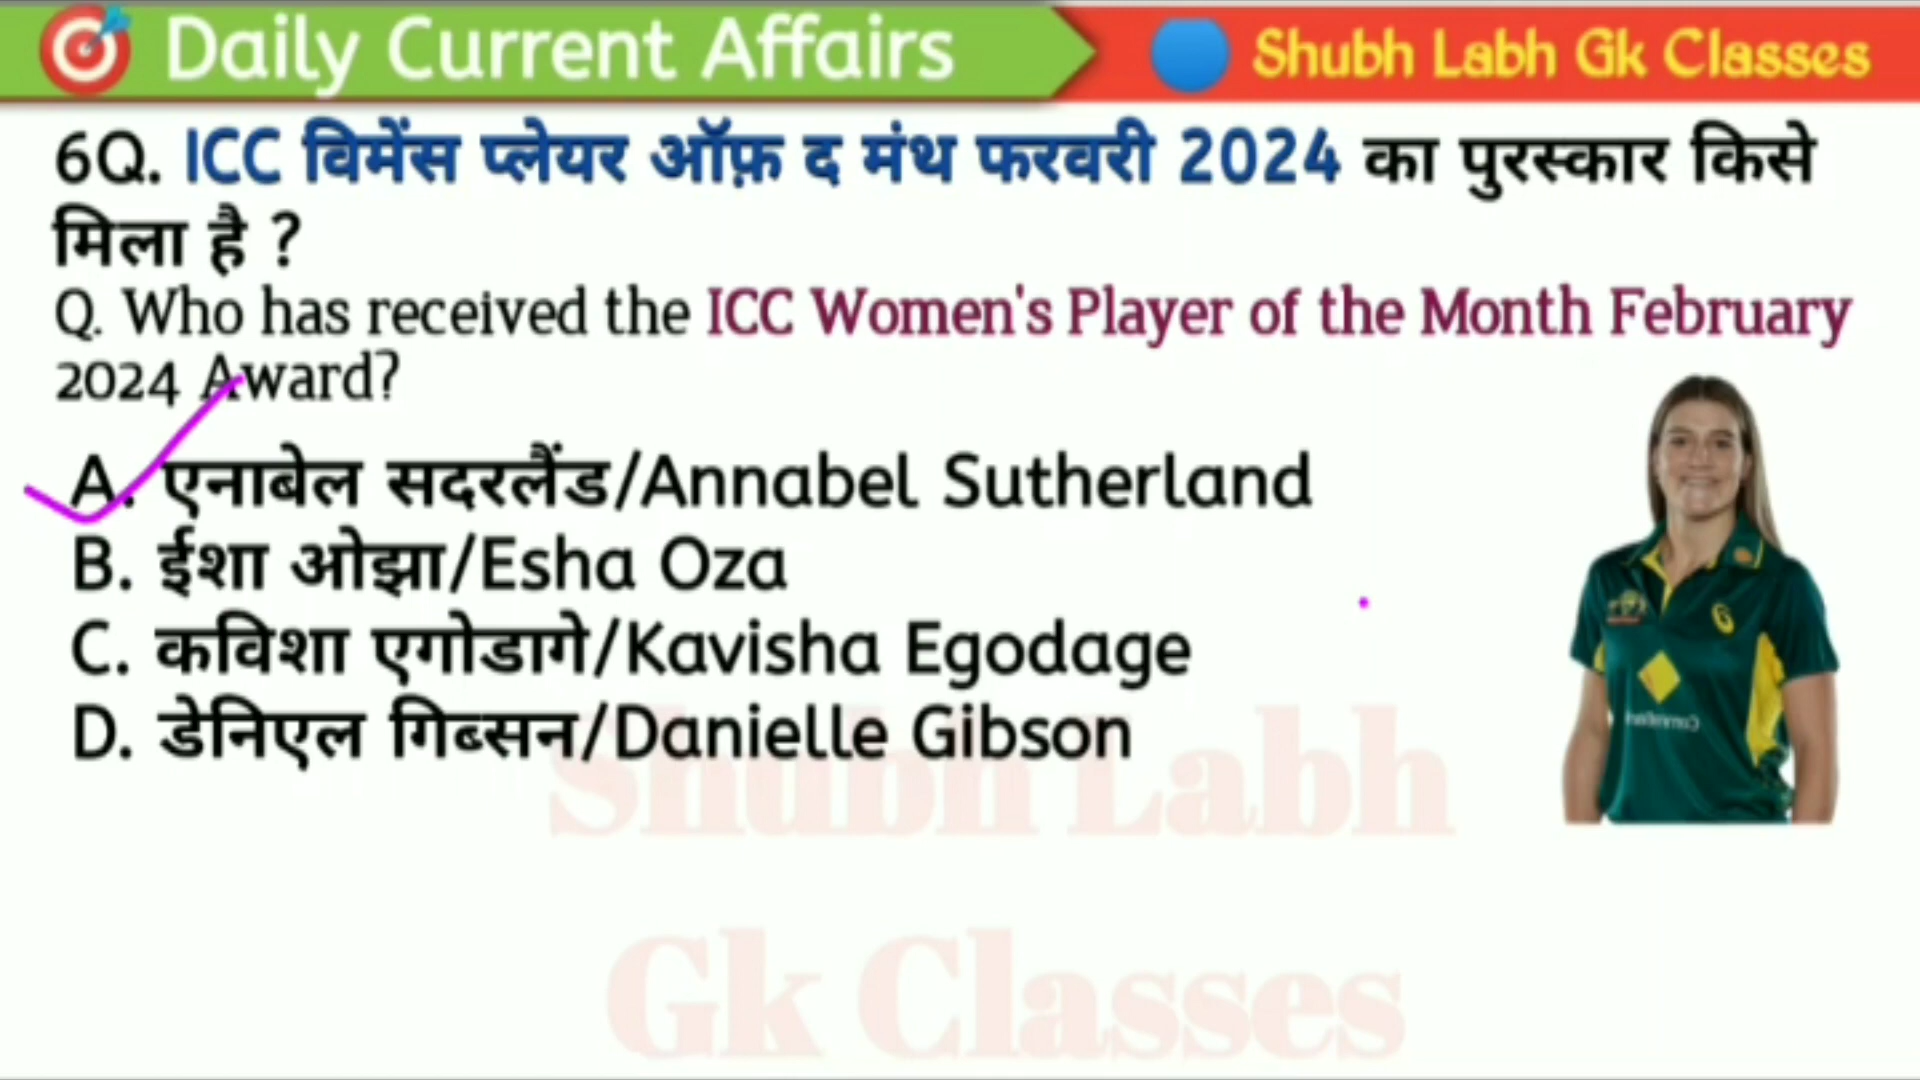 Daily Current Affairs
Shubh Labh Gk Classes
6Q. ICC विमेंस प्लेयर ऑफ़ द मंथ फरवरी 2024 का पुरस्कार किसे
मिला है ?
Q. Who has received the ICC Women's Player of the Month February
2024 Award?
A. एनाबेल सदरलैंड/Annabel Sutherland
B. ईशा ओझा/Esha Oza
C. कविशा एगोडागे/Kavisha Egodage
D. डेनिएल गिब्सन/Danielle Gibson
Shubh Labh
Gk Classes